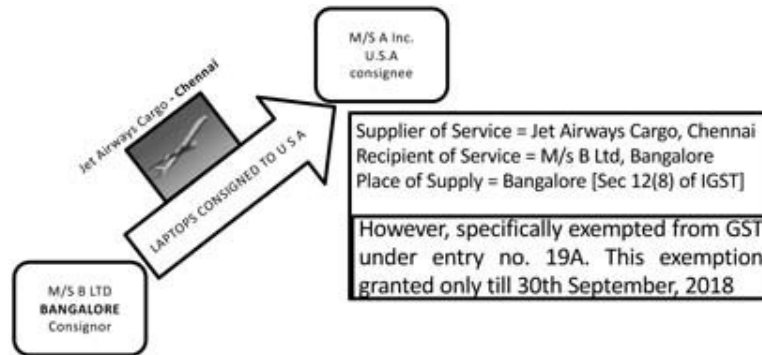 M/S A Inc.
U.S.A
consignee
Jet Airways Cargo - Chennai
LAPTOPS CONSIGNED TO U S A
Supplier of Service = Jet Airways Cargo, Chennai
Recipient of Service = M/s B Ltd, Bangalore
Place of Supply = Bangalore [Sec 12(8) of IGST]
However, specifically exempted from GST
under entry no. 19A. This exemption
granted only till 30th September, 2018
M/S B LTD
BANGALORE
Consignor